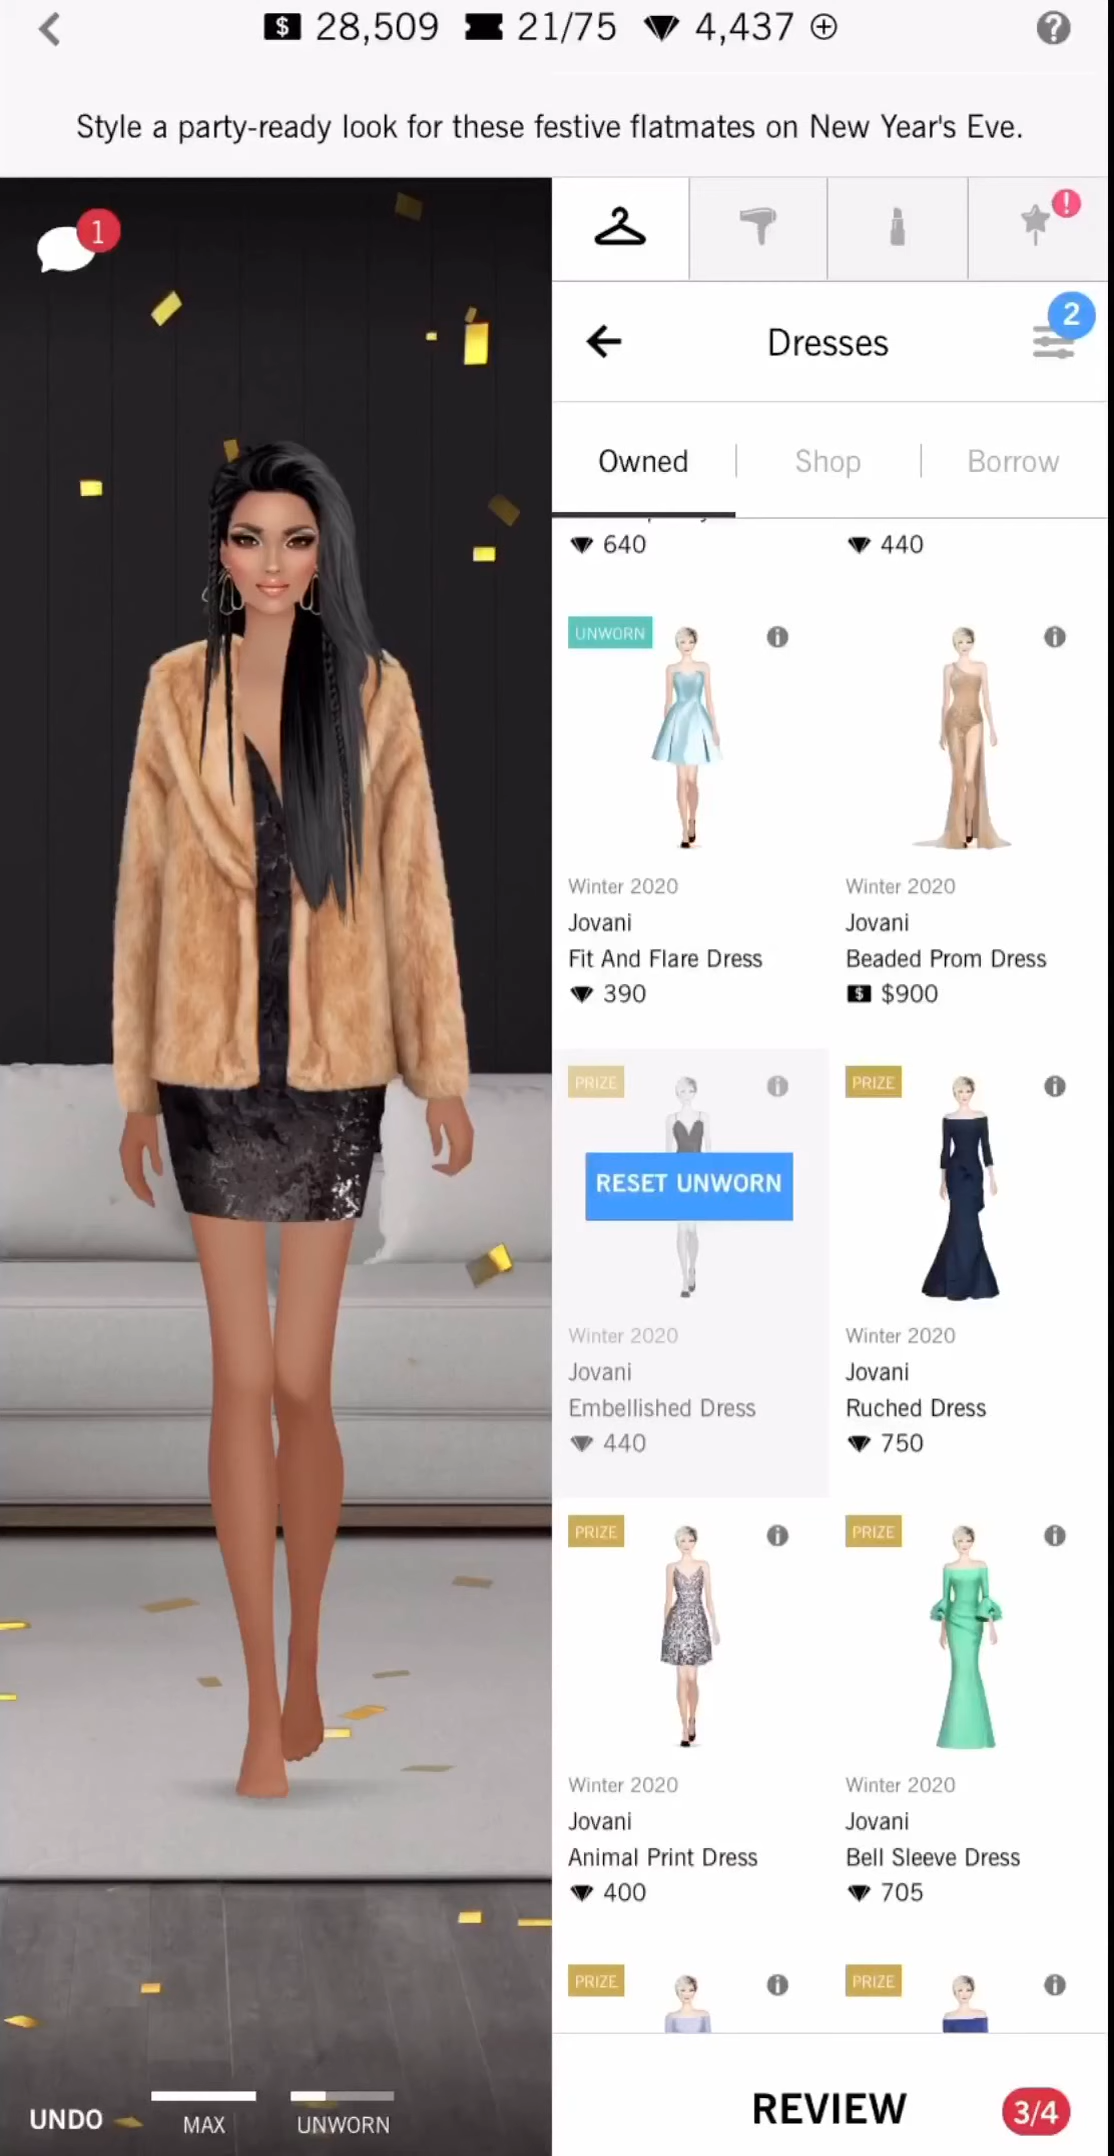 $ 28,509 21/75 4,437
Style a party-ready look for these festive flatmates on New Year's Eve.
1
!
Dresses
2
Owned
Shop
Borrow
640
440
UNWORN
Winter 2020
Jovani
Fit And Flare Dress
390
Winter 2020
Jovani
Beaded Prom Dress
$ $900
PRIZE
RESET UNWORN
Winter 2020
Jovani
Embellished Dress
440
PRIZE
Winter 2020
Jovani
Ruched Dress
750
PRIZE
Winter 2020
Jovani
Animal Print Dress
400
PRIZE
Winter 2020
Jovani
Bell Sleeve Dress
705
PRIZE
PRIZE
UNDO
MAX
UNWORN
REVIEW
3/4